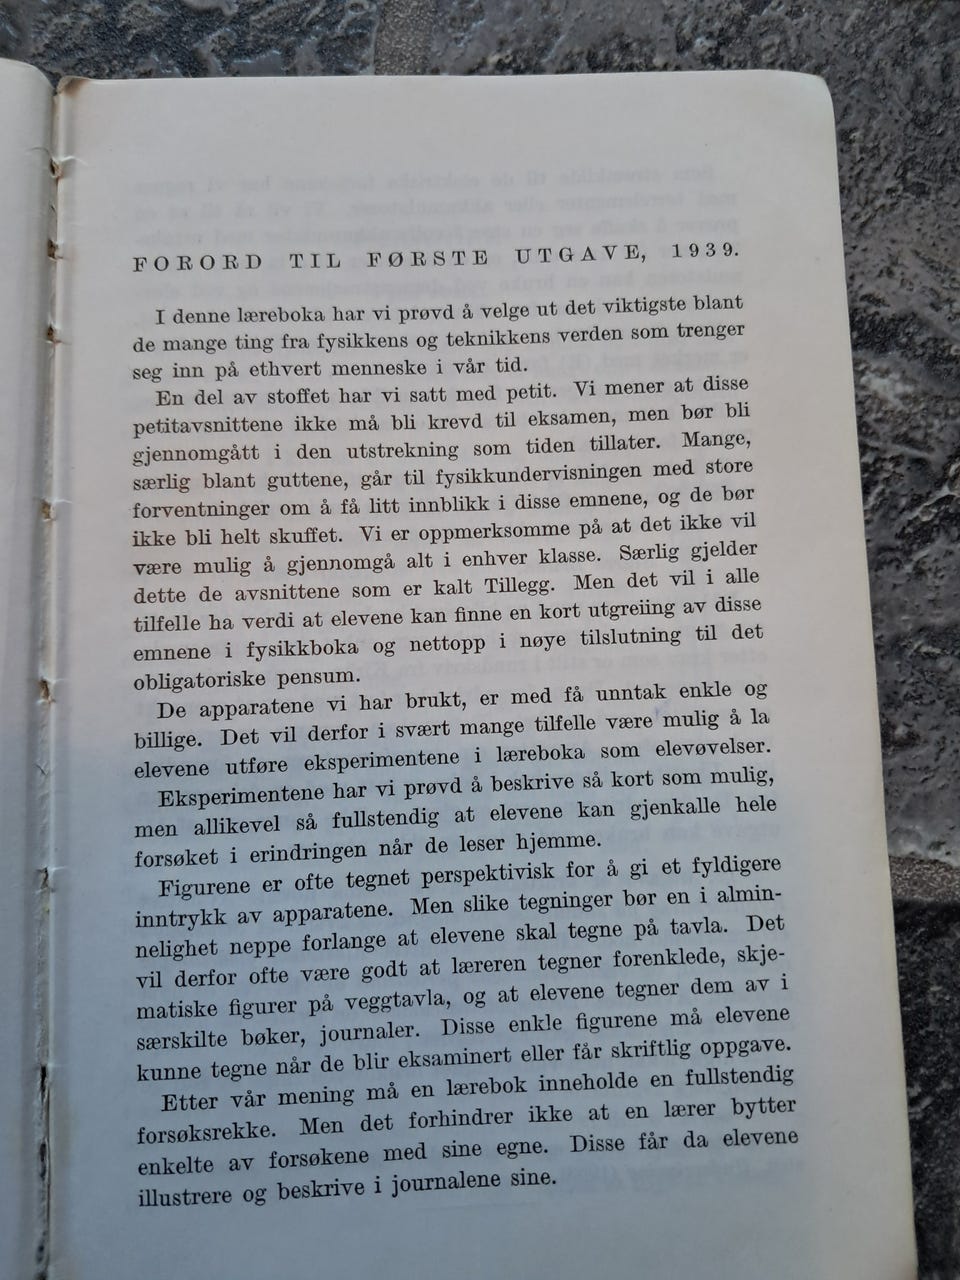 FORORD TIL FØRSTE UTGAVE, 1939.
I denne læreboka har vi prøvd å velge ut det viktigste blant
de mange ting fra fysikkens og teknikkens verden som trenger
seg inn på ethvert menneske i vår tid.
En del av stoffet har vi satt med petit. Vi mener at disse
petitavsnittene ikke må bli krevd til eksamen, men bør bli
gjennomgått i den utstrekning som tiden tillater. Mange,
særlig blant guttene, går til fysikkundervisningen med store
forventninger om å få litt innblikk i disse emnene, og de bør
ikke bli helt skuffet. Vi er oppmerksomme på at det ikke vil
være mulig å gjennomgå alt i enhver klasse. Særlig gjelder
dette de avsnittene som er kalt Tillegg. Men det vil i alle
tilfelle ha verdi at elevene kan finne en kort utgreiing av disse
emnene i fysikkboka og nettopp i nøye tilslutning til det
obligatoriske pensum.
De apparatene vi har brukt, er med få unntak enkle og
billige. Det vil derfor i svært mange tilfelle være mulig å la
elevene utføre eksperimentene i læreboka som elevøvelser.
Eksperimentene har vi prøvd å beskrive så kort som mulig,
men allikevel så fullstendig at elevene kan gjenkalle hele
forsøket i erindringen når de leser hjemme.
Figurene er ofte tegnet perspektivisk for å gi et fyldigere
inntrykk av apparatene. Men slike tegninger bør en i almin-
nelighet neppe forlange at elevene skal tegne på tavla. Det
vil derfor ofte være godt at læreren tegner forenklede, skje-
matiske figurer på veggtavla, og at elevene tegner dem av i
særskilte bøker, journaler. Disse enkle figurene må elevene
kunne tegne når de blir eksaminert eller får skriftlig oppgave.
Etter vår mening må en lærebok inneholde en fullstendig
forsøksrekke. Men det forhindrer ikke at en lærer bytter
enkelte av forsøkene med sine egne. Disse får da elevene
illustrere og beskrive i journalene sine.